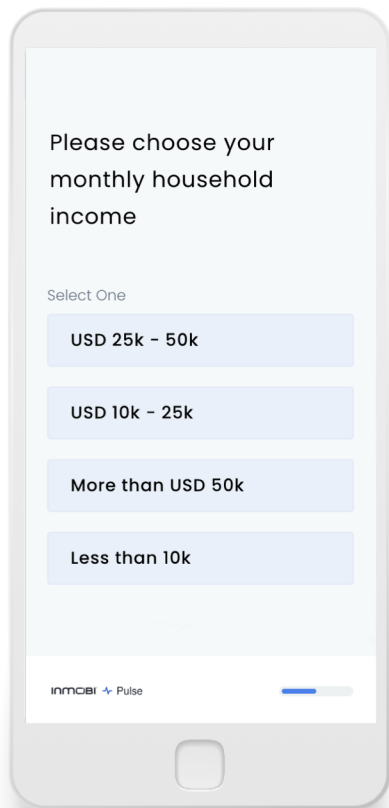 Please choose your
monthly household
income
Select One
USD 25k - 50k
USD 10k - 25k
More than USD 50k
Less than 10k
INMOBI Pulse